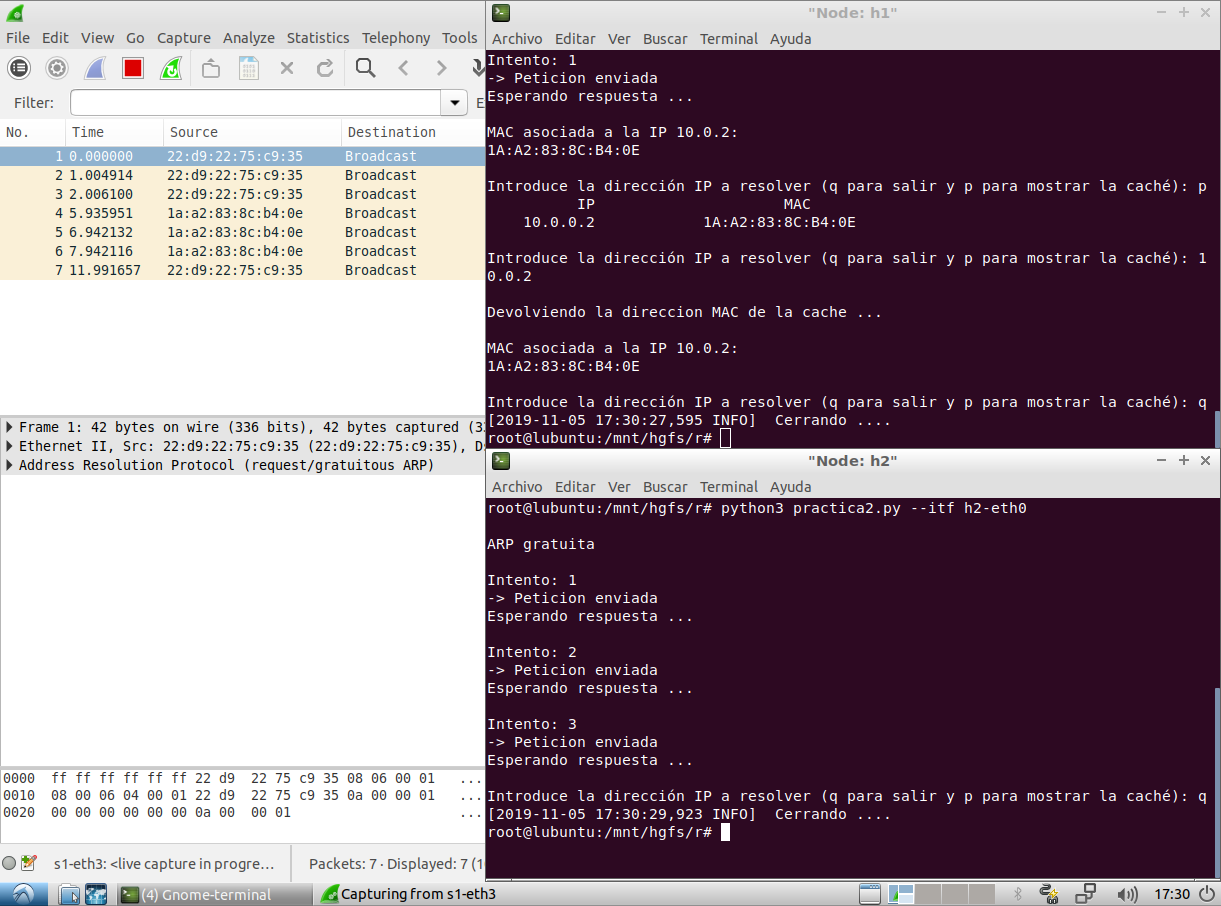 File Edit View Go Capture Analyze Statistics Telephony Tools
Filter:
No. Time Source Destination
1 0.000000 22:d9:22:75:c9:35 Broadcast
2 1.004914 22:d9:22:75:c9:35 Broadcast
3 2.006100 22:d9:22:75:c9:35 Broadcast
4 5.935951 1a:a2:83:8c:b4:0e Broadcast
5 6.942132 1a:a2:83:8c:b4:0e Broadcast
6 7.942116 1a:a2:83:8c:b4:0e Broadcast
7 11.991657 22:d9:22:75:c9:35 Broadcast
Frame 1: 42 bytes on wire (336 bits), 42 bytes captured
Ethernet II, Src: 22:d9:22:75:c9:35 (22:d9:22:75:c9:35),
Address Resolution Protocol (request/gratuitous ARP)
0000 ff ff ff ff ff ff 22 d9 22 75 c9 35 08 06 00 01 ...
0010 08 00 06 04 00 01 22 d9 22 75 c9 35 0a 00 00 01 ...
0020 00 00 00 00 00 00 0a 00 00 01 ...
s1-eth3: <live capture in progre... Packets: 7 · Displayed: 7
"Node: h1"
Archivo Editar Ver Buscar Terminal Ayuda
Intento: 1
-> Peticion enviada
Esperando respuesta ...
MAC asociada a la IP 10.0.2:
1A:A2:83:8C:B4:0E
Introduce la dirección IP a resolver (q para salir y p para mostrar la caché): p
IP MAC
10.0.0.2 1A:A2:83:8C:B4:0E
Introduce la dirección IP a resolver (q para salir y p para mostrar la caché): 1
0.0.2
Devolviendo la direccion MAC de la cache ...
MAC asociada a la IP 10.0.2:
1A:A2:83:8C:B4:0E
Introduce la dirección IP a resolver (q para salir y p para mostrar la caché): q
[2019-11-05 17:30:27,595 INFO] Cerrando ....
root@lubuntu:/mnt/hgfs/r#
"Node: h2"
Archivo Editar Ver Buscar Terminal Ayuda
root@lubuntu:/mnt/hgfs/r# python3 practica2.py --itf h2-eth0
ARP gratuita
Intento: 1
-> Peticion enviada
Esperando respuesta ...
Intento: 2
-> Peticion enviada
Esperando respuesta ...
Intento: 3
-> Peticion enviada
Esperando respuesta ...
Introduce la dirección IP a resolver (q para salir y p para mostrar la caché): q
[2019-11-05 17:30:29,923 INFO] Cerrando ....
root@lubuntu:/mnt/hgfs/r#
(4) Gnome-terminal Capturing from s1-eth3 17:30